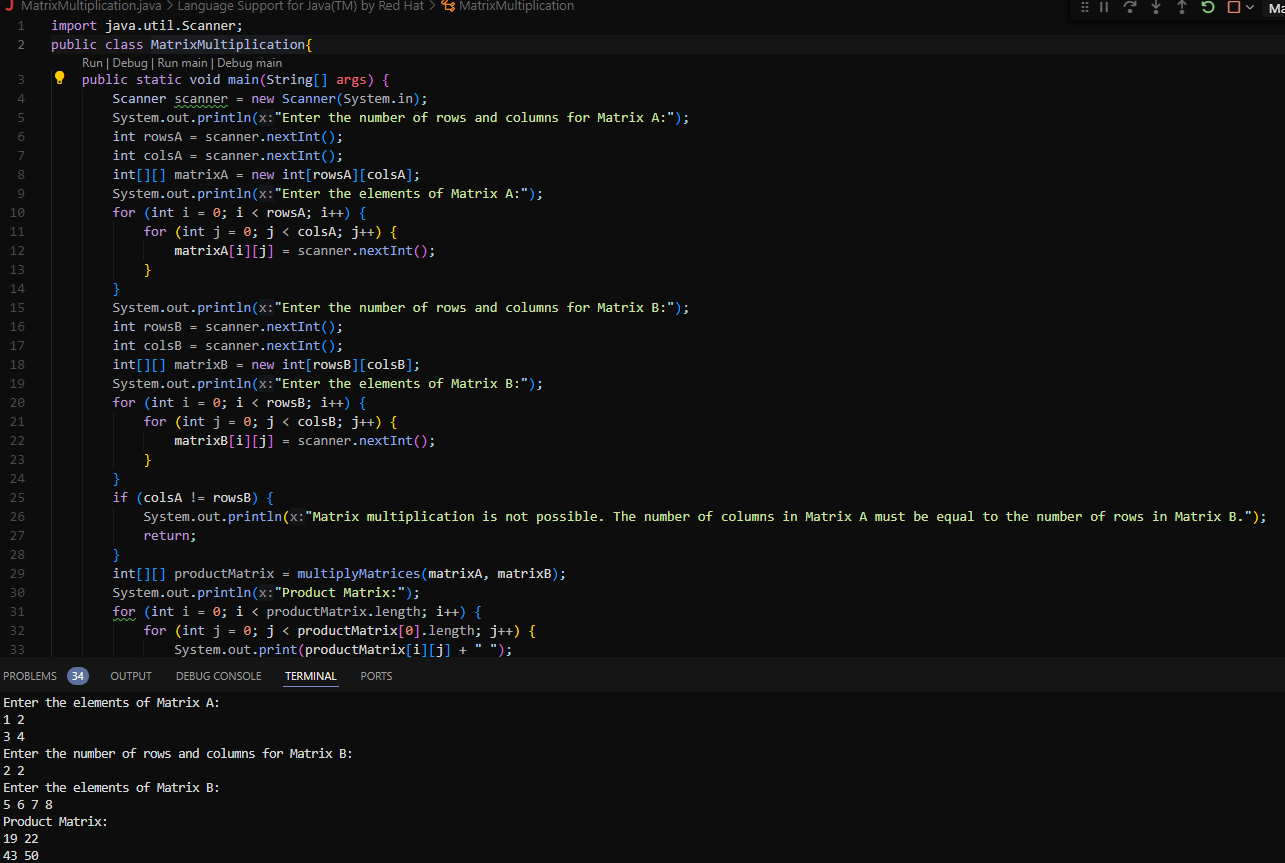 MatrixMultiplication.java > Language Support for Java(TM) by Red Hat > MatrixMultiplication
1 import java.util.Scanner;
2 public class MatrixMultiplication{
Run | Debug | Run main | Debug main
3 public static void main(String[] args) {
4 Scanner scanner = new Scanner(System.in);
5 System.out.println(x:"Enter the number of rows and columns for Matrix A:");
6 int rowsA = scanner.nextInt();
7 int colsA = scanner.nextInt();
8 int[][] matrixA = new int[rowsA][colsA];
9 System.out.println(x:"Enter the elements of Matrix A:");
10 for (int i = 0; i < rowsA; i++) {
11 for (int j = 0; j < colsA; j++) {
12 matrixA[i][j] = scanner.nextInt();
13 }
14 }
15 System.out.println(x:"Enter the number of rows and columns for Matrix B:");
16 int rowsB = scanner.nextInt();
17 int colsB = scanner.nextInt();
18 int[][] matrixB = new int[rowsB][colsB];
19 System.out.println(x:"Enter the elements of Matrix B:");
20 for (int i = 0; i < rowsB; i++) {
21 for (int j = 0; j < colsB; j++) {
22 matrixB[i][j] = scanner.nextInt();
23 }
24 }
25 if (colsA != rowsB) {
26 System.out.println(x:"Matrix multiplication is not possible. The number of columns in Matrix A must be equal to the number of rows in Matrix B.");
27 return;
28 }
29 int[][] productMatrix = multiplyMatrices(matrixA, matrixB);
30 System.out.println(x:"Product Matrix:");
31 for (int i = 0; i < productMatrix.length; i++) {
32 for (int j = 0; j < productMatrix[0].length; j++) {
33 System.out.print(productMatrix[i][j] + " ");
PROBLEMS 34 OUTPUT DEBUG CONSOLE TERMINAL PORTS
Enter the elements of Matrix A:
1 2
3 4
Enter the number of rows and columns for Matrix B:
2 2
Enter the elements of Matrix B:
5 6 7 8
Product Matrix:
19 22
43 50